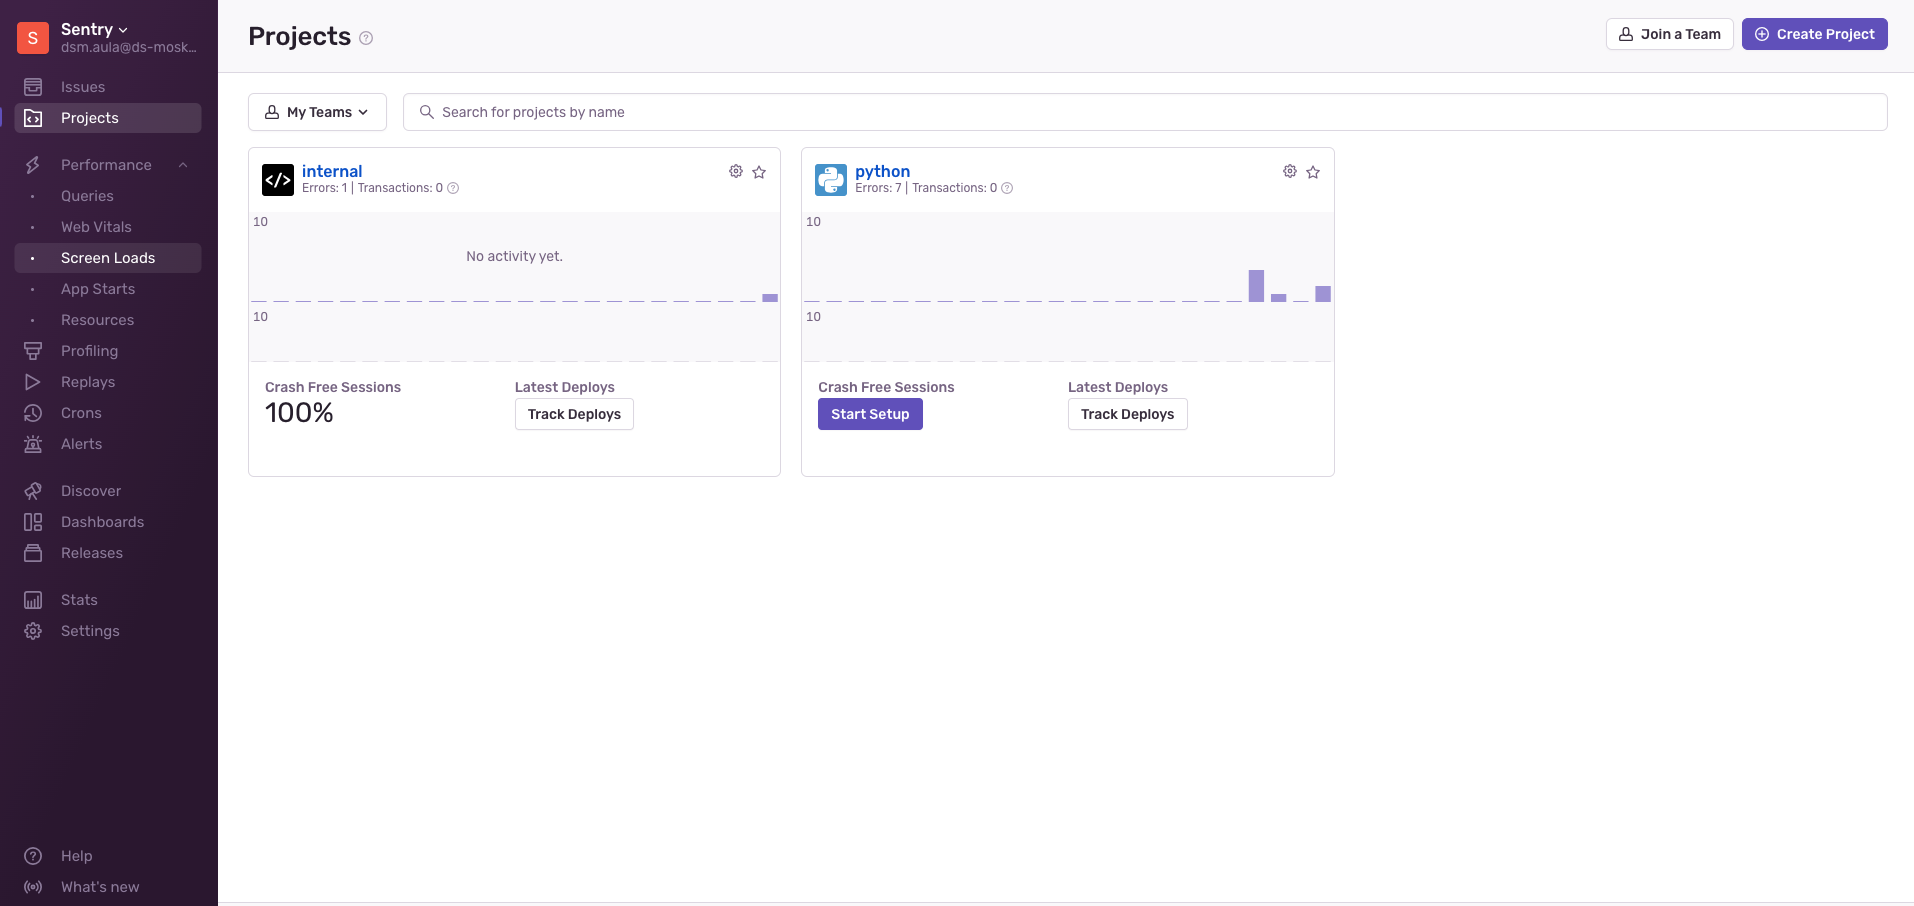 S
Sentry
dsm.aula@ds-mosk...
Issues
Projects
Performance
Queries
Web Vitals
Screen Loads
App Starts
Resources
Profiling
Replays
Crons
Alerts
Discover
Dashboards
Releases
Stats
Settings
Help
What's new
Projects ?
Join a Team
Create Project
My Teams
Search for projects by name
</> internal
Errors: 1 | Transactions: 0 ?
10
No activity yet.
10
Crash Free Sessions
100%
Latest Deploys
Track Deploys
python
Errors: 7 | Transactions: 0 ?
10
10
Crash Free Sessions
Start Setup
Latest Deploys
Track Deploys